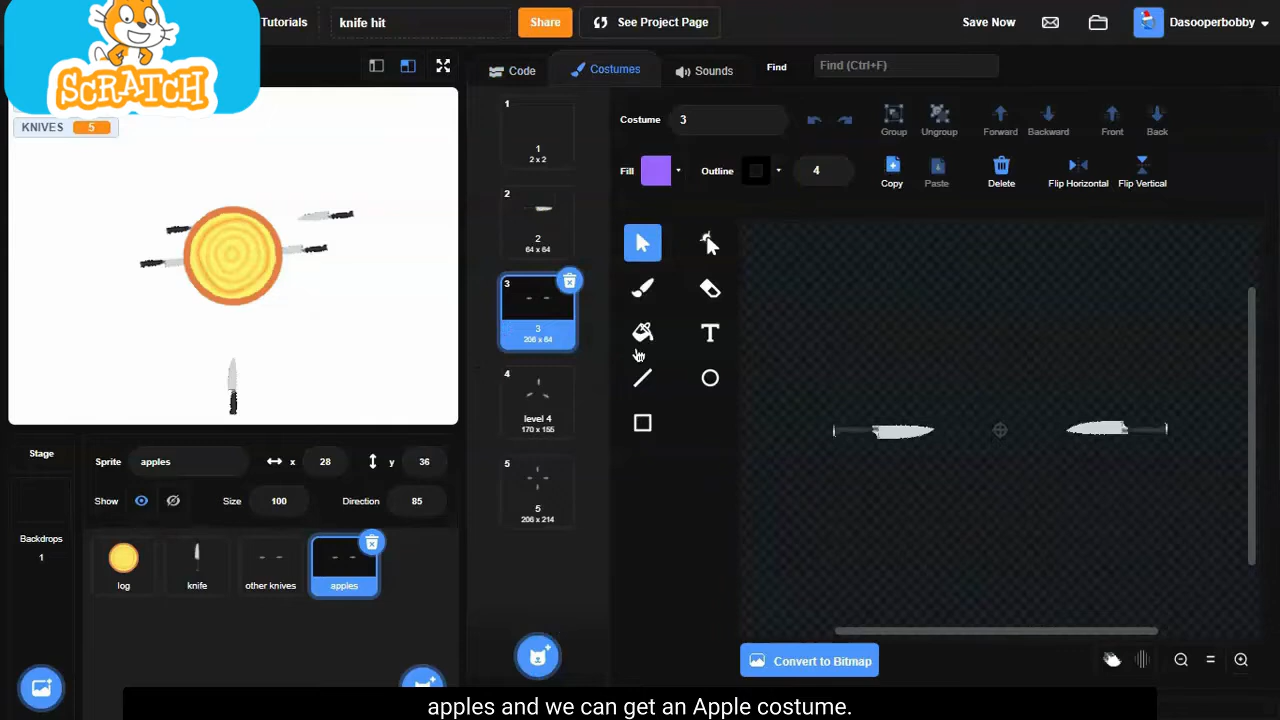 Tutorials
knife hit
Share
See Project Page
Save Now
Dasooperbobby
SCRATCH
Code
Costumes
Sounds
Find
Find (Ctrl+F)
KNIVES 5
1
1
2 x 2
2
2
64 x 64
3
3
206 x 64
4
level 4
170 x 155
5
5
206 x 214
Costume
3
Group
Ungroup
Forward
Backward
Front
Back
Fill
Outline
4
Copy
Paste
Delete
Flip Horizontal
Flip Vertical
T
Convert to Bitmap
Stage
Backdrops
1
Sprite
apples
x
28
y
36
Show
Size
100
Direction
85
log
knife
other knives
apples
apples and we can get an Apple costume.